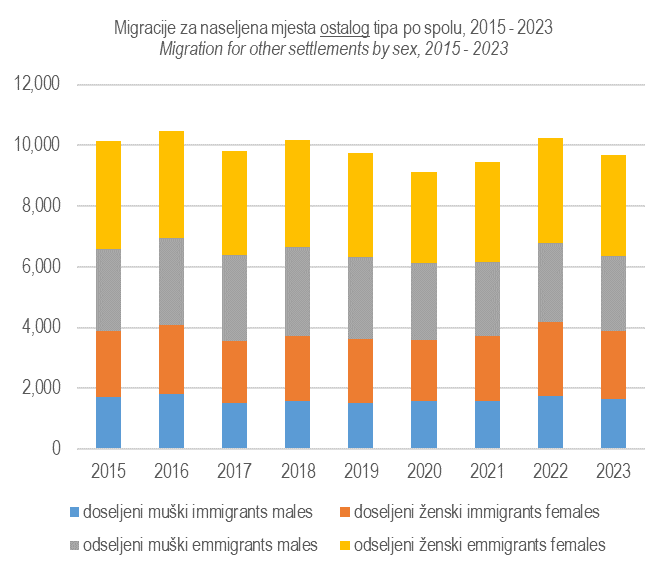 Migracije za naseljena mjesta ostalog tipa po spolu, 2015 - 2023
Migration for other settlements by sex, 2015 - 2023
12,000
10,000
8,000
6,000
4,000
2,000
0
2015 2016 2017 2018 2019 2020 2021 2022 2023
doseljeni muški immigrants males doseljeni ženski immigrants females
odseljeni muški emmigrants males odseljeni ženski emmigrants females